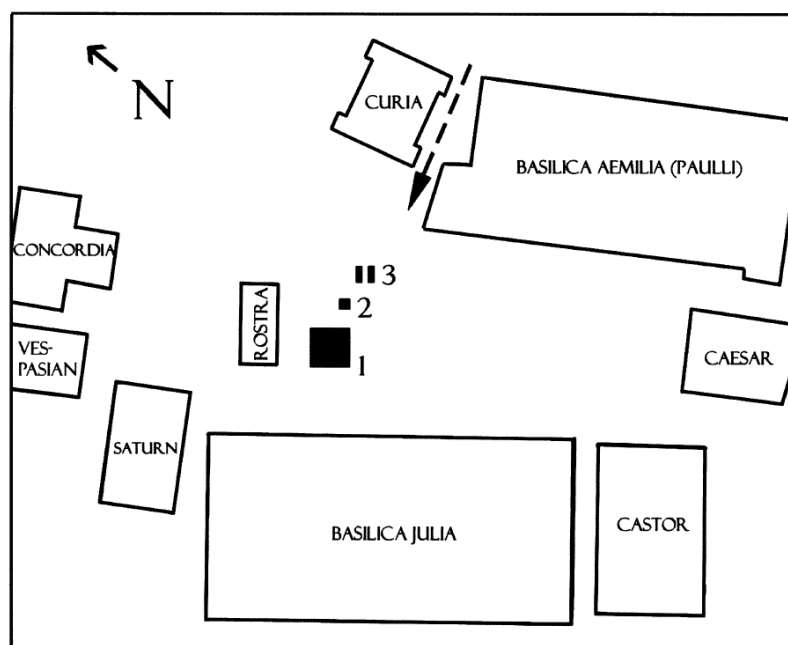 N
CURIA
BASILICA AEMILIA (PAULLI)
CONCORDIA
3
2
ROSTRA
1
VES-
PASIAN
CAESAR
SATURN
BASILICA JULIA
CASTOR